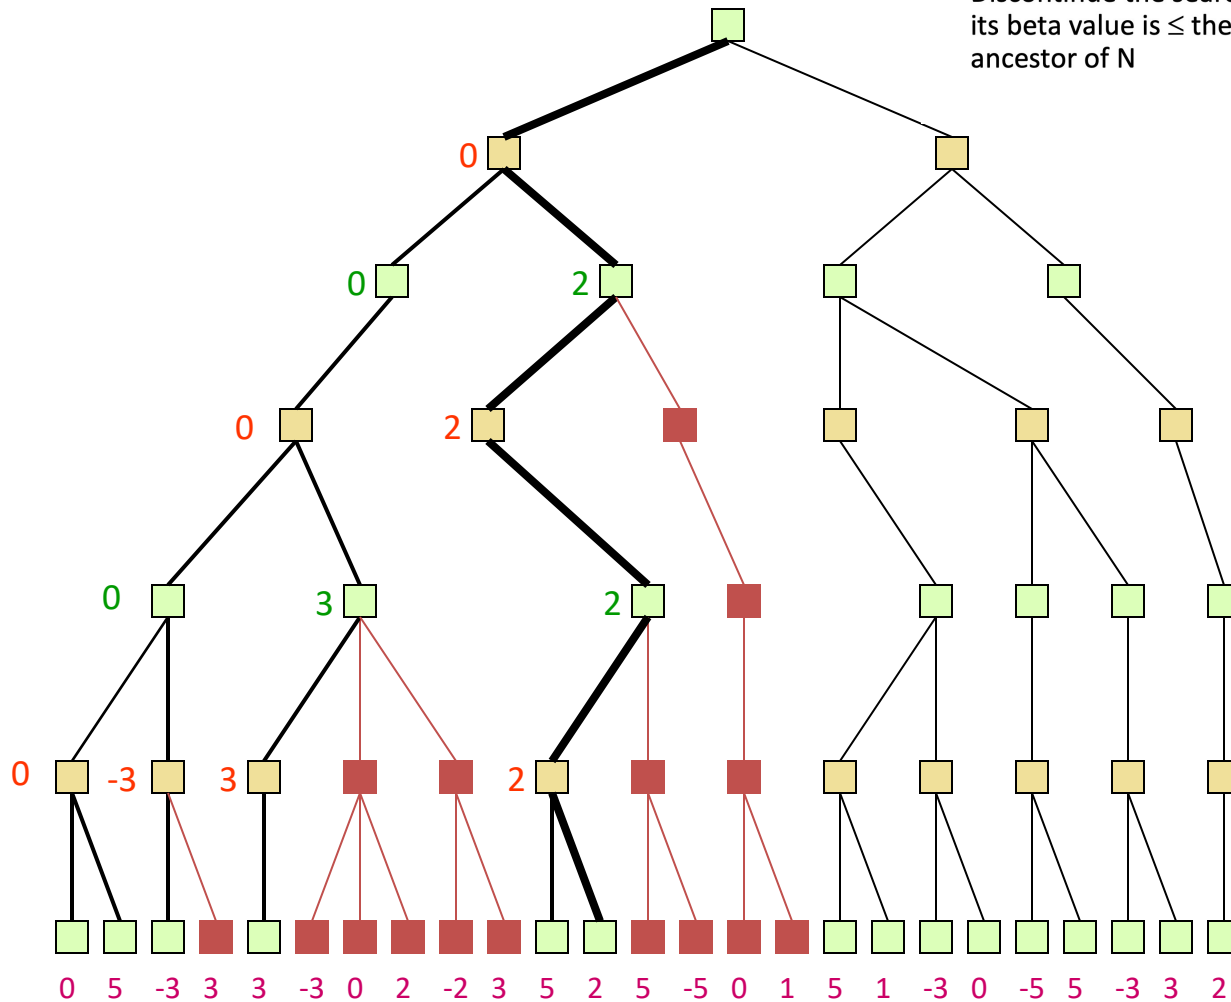 its beta value is ≤ the
ancestor of N
0
0 2
0 2
0 3 2
0 -3 3 2
0 5 -3 3 3 -3 0 2 -2 3 5 2 5 -5 0 1 5 1 -3 0 -5 5 -3 3 2